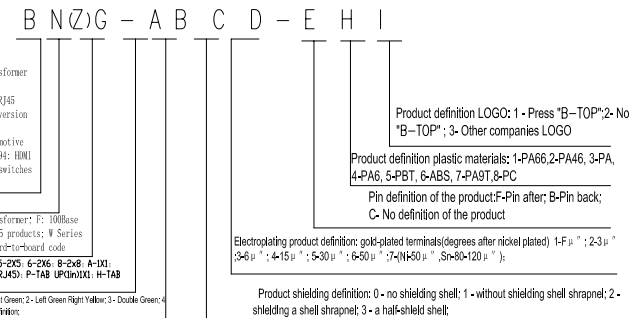 B N(Z)G - A B C D - E H I
sformer
RJ45
version
Product definition LOGO: 1 - Press "B-TOP";2- No
"B-TOP" ; 3- Other companies LOGO
motive
94: HDMI
switches
Product definition plastic materials: 1-PA66,2-PA46, 3-PA,
4-PA6, 5-PBT, 6-ABS, 7-PA9T,8-PC
Pin definition of the product:F-Pin after; B-Pin back;
C- No definition of the product
sformer; F: 100Base
5 products; W Series
rd-to-board code
Electroplating product definition: gold-plated terminals(degrees after nickel plated) 1-F μ " ; 2-3 μ "
;3-6 μ " ; 4-15 μ " ; 5-30 μ " ; 6-50 μ " ;7-(Ni-50 μ " ,Sn-80-120 μ " );
5-2X5; 6-2X6; 8-2x8; A-1X1;
RJ45); P-TAB UP(1in)1X1; H-TAB
t Green; 2 - Left Green Right Yellow; 3 - Double Green; 4
finition;
Product shielding definition: 0 - no shielding shell; 1 - without shielding shell shrapnel; 2 -
shielding a shell shrapnel; 3 - a half-shield shell;